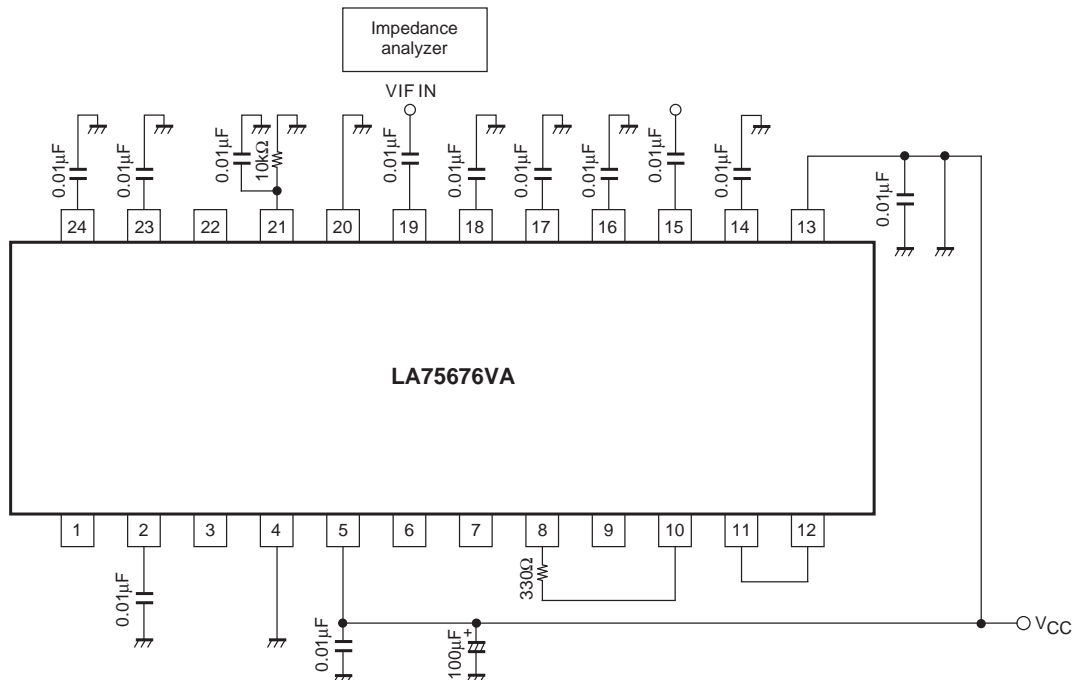 Impedance
analyzer
VIF IN
0.01µF
0.01µF
0.01µF
10kΩ
0.01µF
0.01µF
0.01µF
0.01µF
0.01µF
0.01µF
0.01µF
24 23 22 21 20 19 18 17 16 15 14 13
LA75676VA
1 2 3 4 5 6 7 8 9 10 11 12
0.01µF
330Ω
0.01µF
100µF
+
VCC